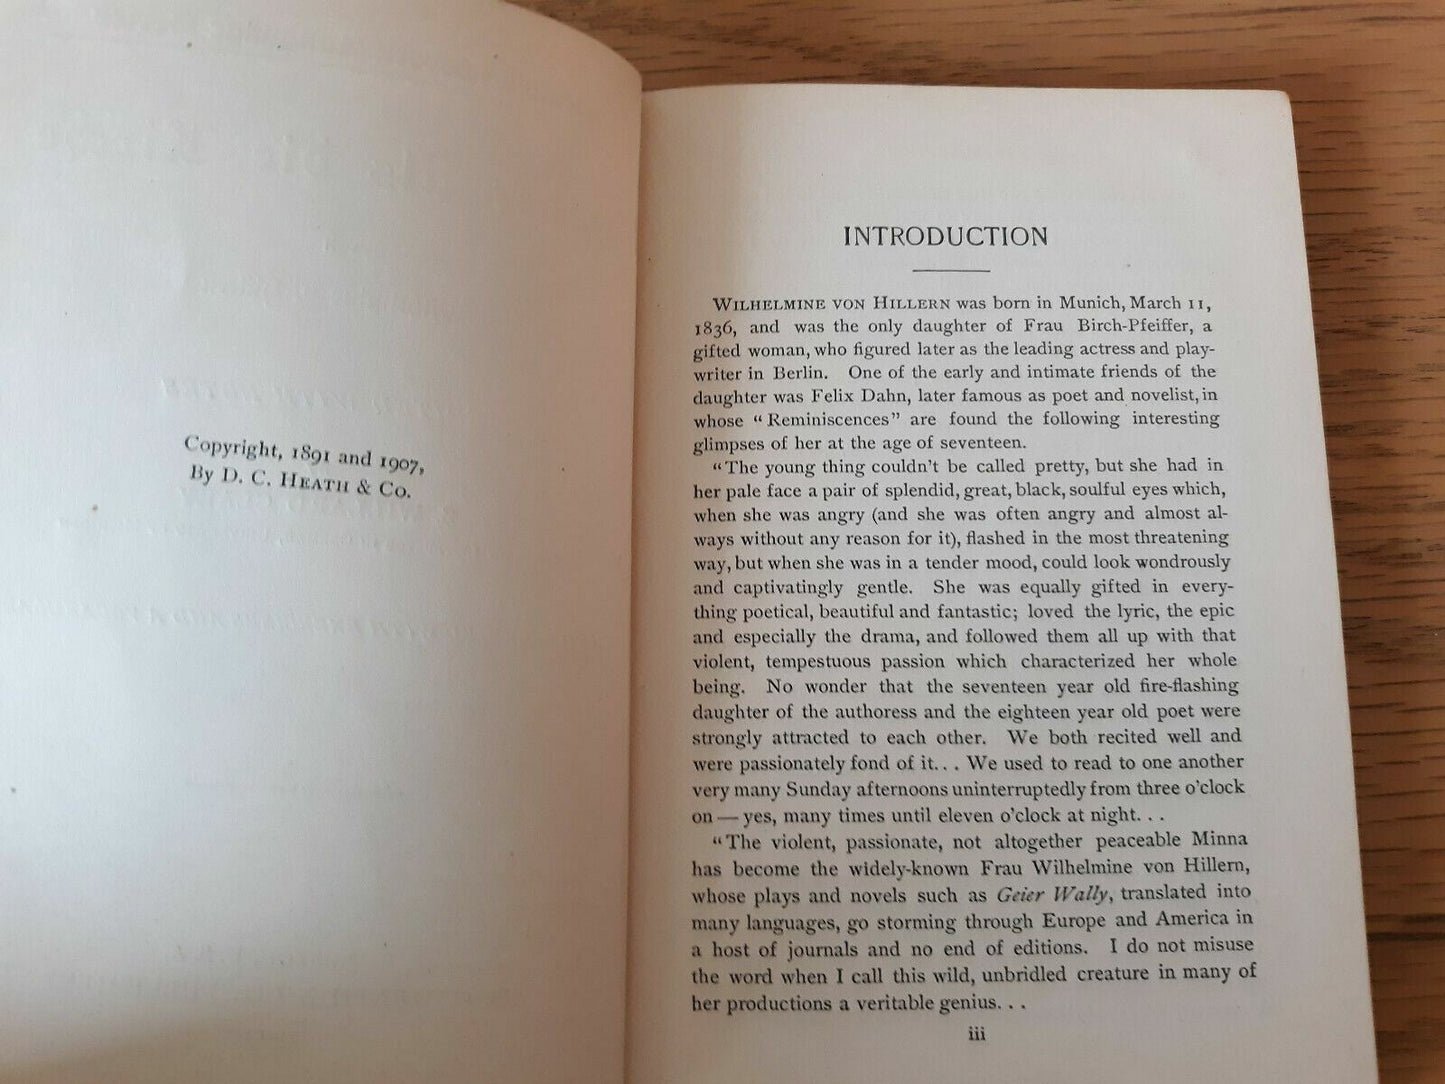 Copyright, 1891 and 1907,
By D. C. Heath & Co.
INTRODUCTION
Wilhelmine von Hillern was born in Munich, March 11,
1836, and was the only daughter of Frau Birch-Pfeiffer, a
gifted woman, who figured later as the leading actress and play-
writer in Berlin. One of the early and intimate friends of the
daughter was Felix Dahn, later famous as poet and novelist, in
whose “Reminiscences” are found the following interesting
glimpses of her at the age of seventeen.
“The young thing couldn’t be called pretty, but she had in
her pale face a pair of splendid, great, black, soulful eyes which,
when she was angry (and she was often angry and almost al-
ways without any reason for it), flashed in the most threatening
way, but when she was in a tender mood, could look wondrously
and captivatingly gentle. She was equally gifted in every-
thing poetical, beautiful and fantastic; loved the lyric, the epic
and especially the drama, and followed them all up with that
violent, tempestuous passion which characterized her whole
being. No wonder that the seventeen year old fire-flashing
daughter of the authoress and the eighteen year old poet were
strongly attracted to each other. We both recited well and
were passionately fond of it. . . We used to read to one another
very many Sunday afternoons uninterruptedly from three o’clock
on — yes, many times until eleven o’clock at night. . .
“The violent, passionate, not altogether peaceable Minna
has become the widely-known Frau Wilhelmine von Hillern,
whose plays and novels such as Geier Wally, translated into
many languages, go storming through Europe and America in
a host of journals and no end of editions. I do not misuse
the word when I call this wild, unbridled creature in many of
her productions a veritable genius. . .
iii